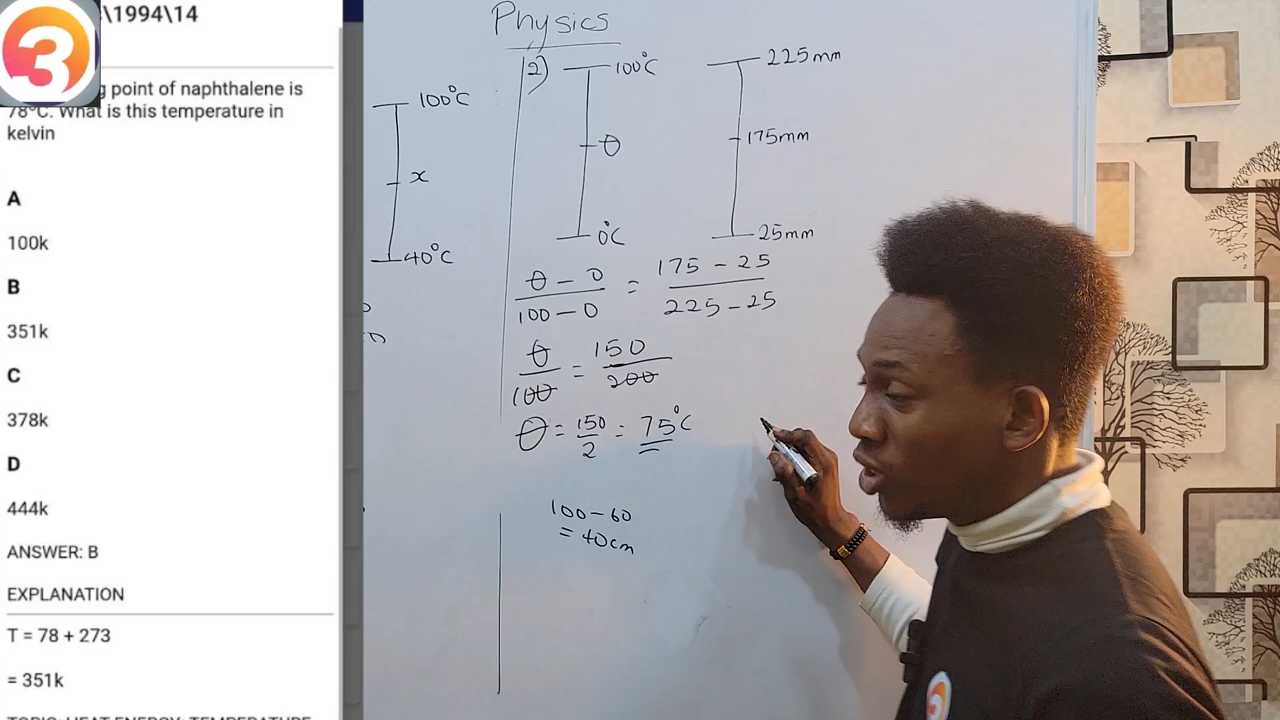 \1994\14
g point of naphthalene is
78°C. What is this temperature in
kelvin
A
100k
B
351k
C
378k
D
444k
ANSWER: B
EXPLANATION
T = 78 + 273
= 351k
3
Physics
100°C
x
40°C
2)
100°C
θ
0°C
225mm
175mm
25mm
θ - 0 / 100 - 0 = 175 - 25 / 225 - 25
θ / 100 = 150 / 200
θ = 150 / 2 = 75°C
100 - 60
= 40cm